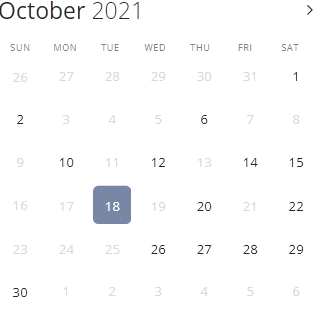 October 2021
SUN MON TUE WED THU FRI SAT
26 27 28 29 30 31 1
2 3 4 5 6 7 8
9 10 11 12 13 14 15
16 17 18 19 20 21 22
23 24 25 26 27 28 29
30 1 2 3 4 5 6